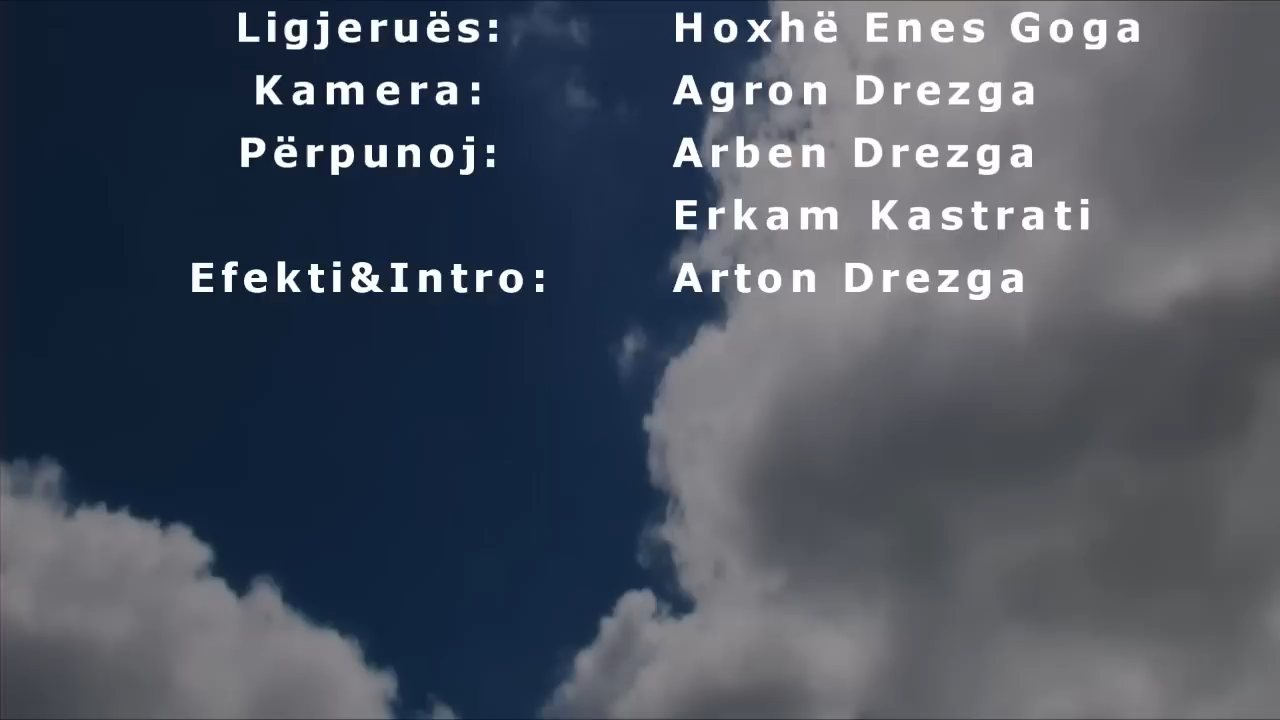 Ligjeruës: Hoxhë Enes Goga
Kamera: Agron Drezga
Përpunoj: Arben Drezga
Erkam Kastrati
Efekti&Intro: Arton Drezga